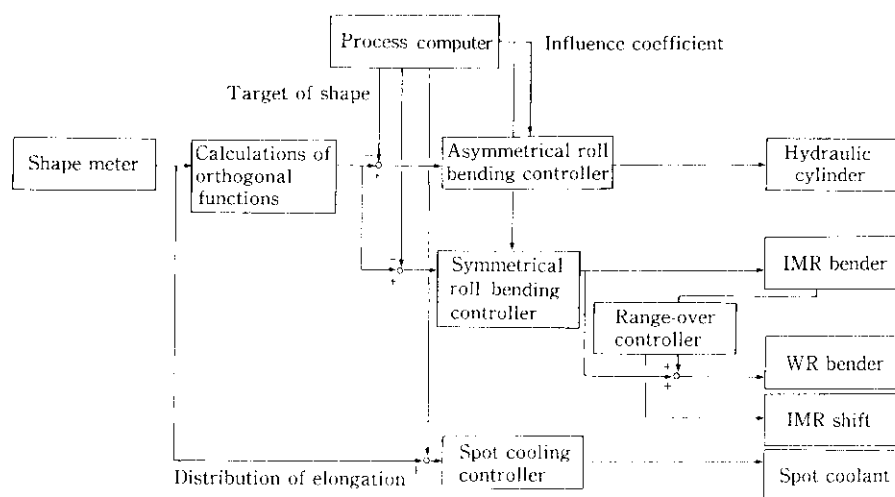 Process computer
Influence coefficient
Target of shape
Shape meter
Calculations of
orthogonal
functions
Asymmetrical roll
bending controller
Hydraulic
cylinder
Symmetrical
roll bending
controller
IMR bender
Range-over
controller
WR bender
IMR shift
Distribution of elongation
Spot cooling
controller
Spot coolant